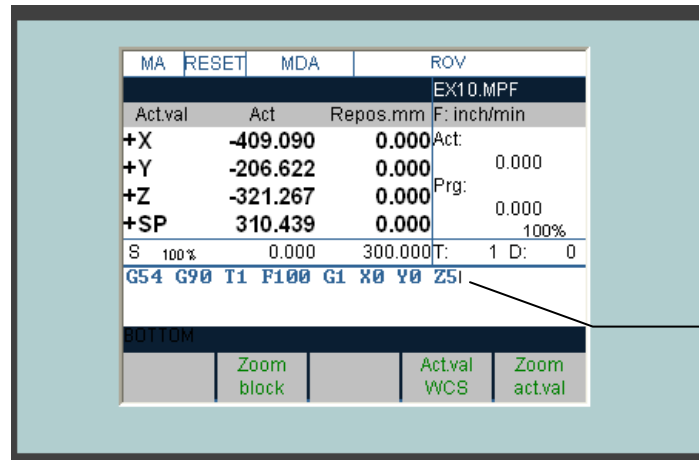 MA RESET MDA ROV
EX10.MPF
Act.val Act Repos.mm F: inch/min
+X -409.090 0.000 Act:
+Y -206.622 0.000 0.000
+Z -321.267 0.000 Prg:
0.000
+SP 310.439 0.000 100%
S 100% 0.000 300.000 T: 1 D: 0
G54 G90 T1 F100 G1 X0 Y0 Z5
BOTTOM
Zoom block Act.val WCS Zoom act.val